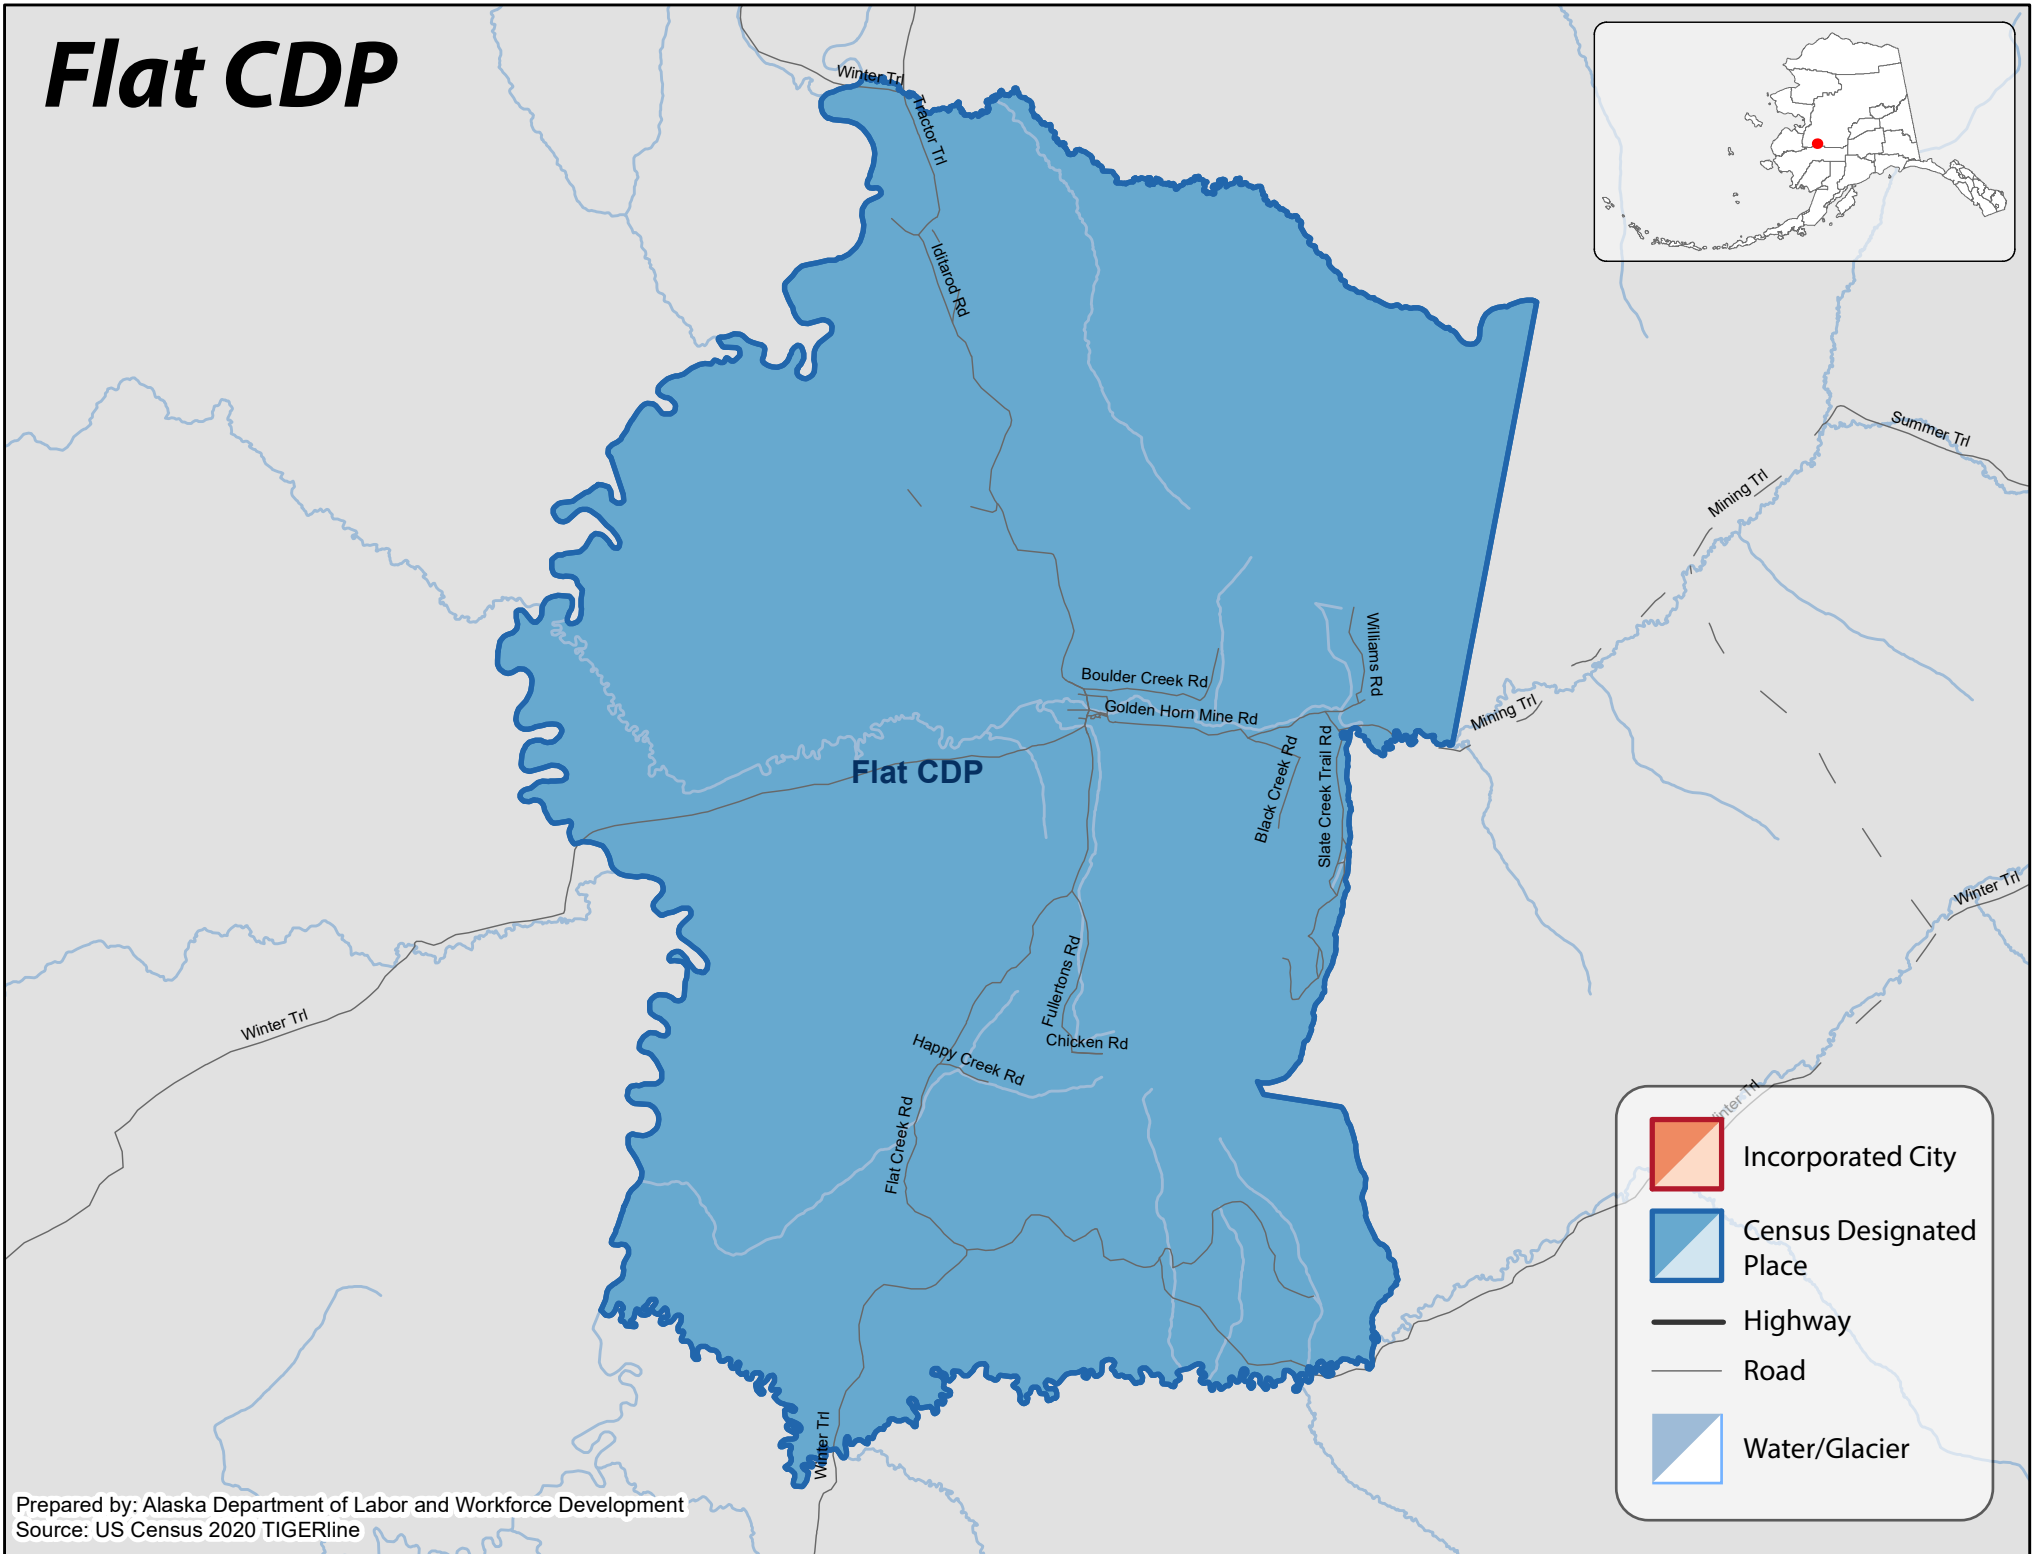 Flat CDP
Winter Trl
Tractor Trl
Iditarod Rd
Summer Trl
Mining Trl
Williams Rd
Boulder Creek Rd
Golden Horn Mine Rd
Mining Trl
Flat CDP
Black Creek Rd
Slate Creek Trail Rd
Winter Trl
Fullertons Rd
Winter Trl
Chicken Rd
Happy Creek Rd
Flat Creek Rd
Winter Trl
Winter Trl
Incorporated City
Census Designated
Place
Highway
Road
Water/Glacier
Prepared by: Alaska Department of Labor and Workforce Development
Source: US Census 2020 TIGERline